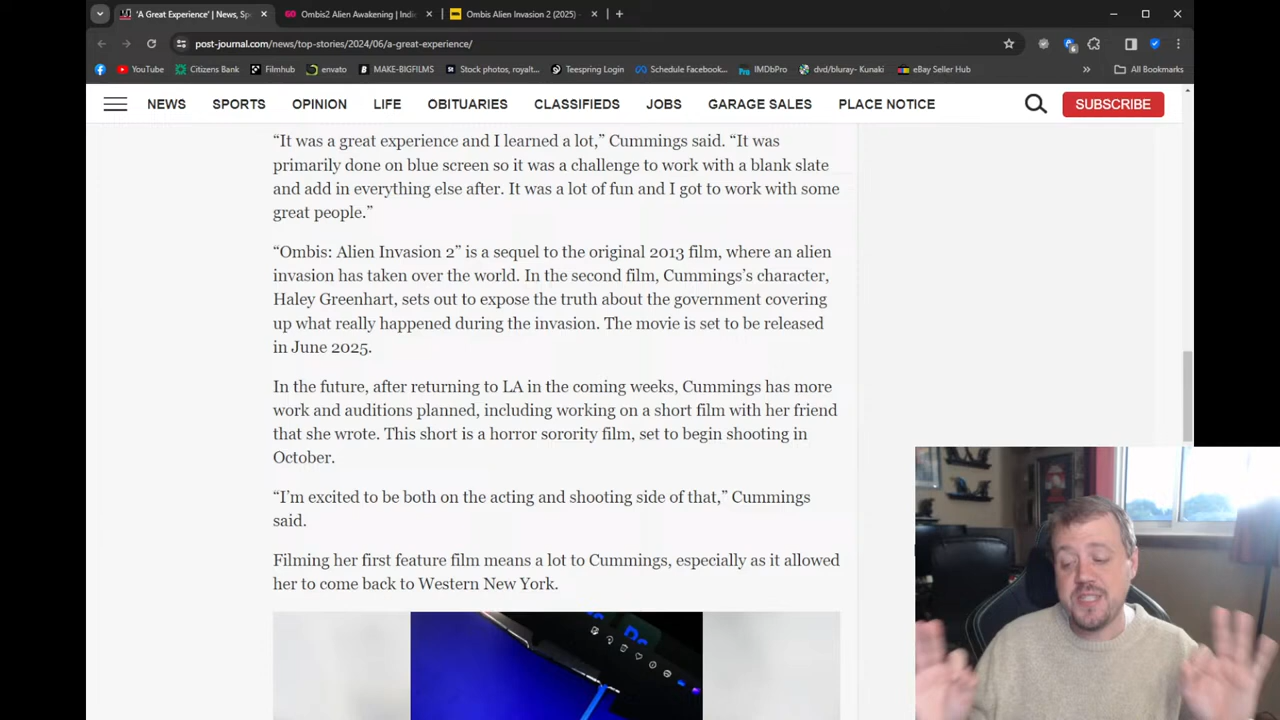 'A Great Experience' | News, Sp
Ombis2 Alien Awakening | Indie
Ombis Alien Invasion 2 (2025)
post-journal.com/news/top-stories/2024/06/a-great-experience/
YouTube
Citizens Bank
Filmhub
envato
MAKE-BIGFILMS
Stock photos, royalt...
Teespring Login
Schedule Facebook...
IMDbPro
dvd/bluray- Kunaki
eBay Seller Hub
All Bookmarks
NEWS
SPORTS
OPINION
LIFE
OBITUARIES
CLASSIFIEDS
JOBS
GARAGE SALES
PLACE NOTICE
SUBSCRIBE
“It was a great experience and I learned a lot,” Cummings said. “It was
primarily done on blue screen so it was a challenge to work with a blank slate
and add in everything else after. It was a lot of fun and I got to work with some
great people.”
“Ombis: Alien Invasion 2” is a sequel to the original 2013 film, where an alien
invasion has taken over the world. In the second film, Cummings’s character,
Haley Greenhart, sets out to expose the truth about the government covering
up what really happened during the invasion. The movie is set to be released
in June 2025.
In the future, after returning to LA in the coming weeks, Cummings has more
work and auditions planned, including working on a short film with her friend
that she wrote. This short is a horror sorority film, set to begin shooting in
October.
“I’m excited to be both on the acting and shooting side of that,” Cummings
said.
Filming her first feature film means a lot to Cummings, especially as it allowed
her to come back to Western New York.